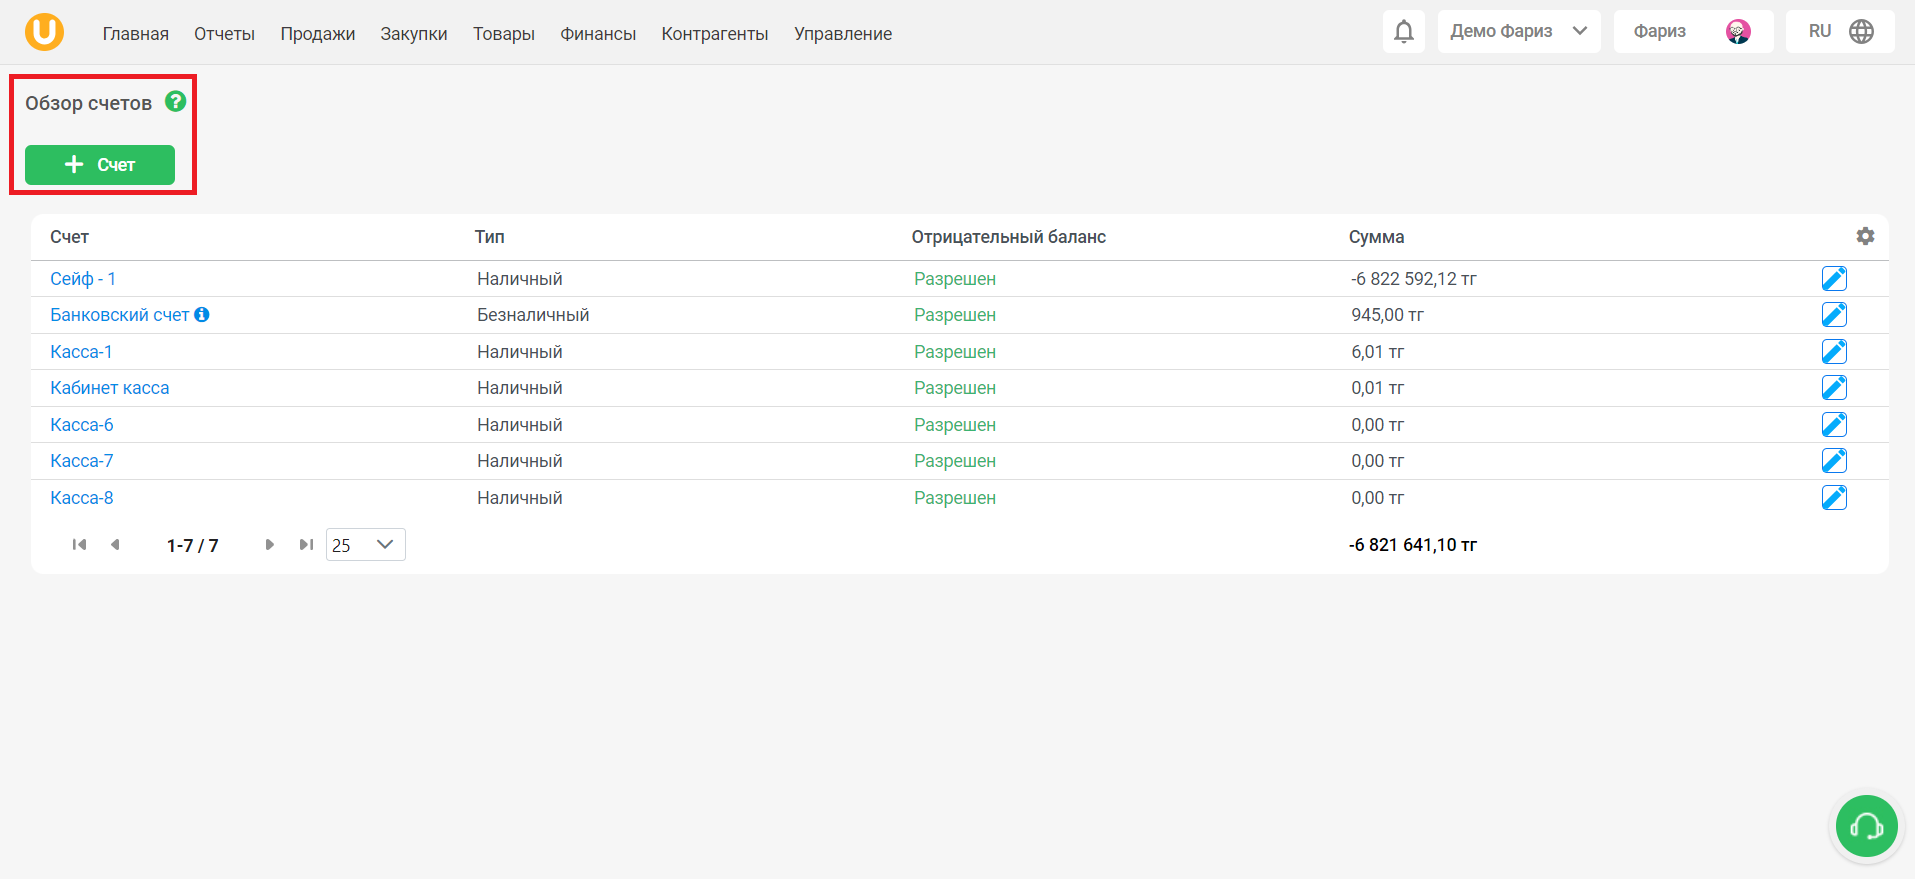 Главная Отчеты Продажи Закупки Товары Финансы Контрагенты Управление Демо Фариз Фариз RU
Обзор счетов ?
+ Счет
Счет Тип Отрицательный баланс Сумма
Сейф - 1 Наличный Разрешен -6 822 592,12 тг
Банковский счет Безналичный Разрешен 945,00 тг
Касса-1 Наличный Разрешен 6,01 тг
Кабинет касса Наличный Разрешен 0,01 тг
Касса-6 Наличный Разрешен 0,00 тг
Касса-7 Наличный Разрешен 0,00 тг
Касса-8 Наличный Разрешен 0,00 тг
1-7 / 7 25 -6 821 641,10 тг